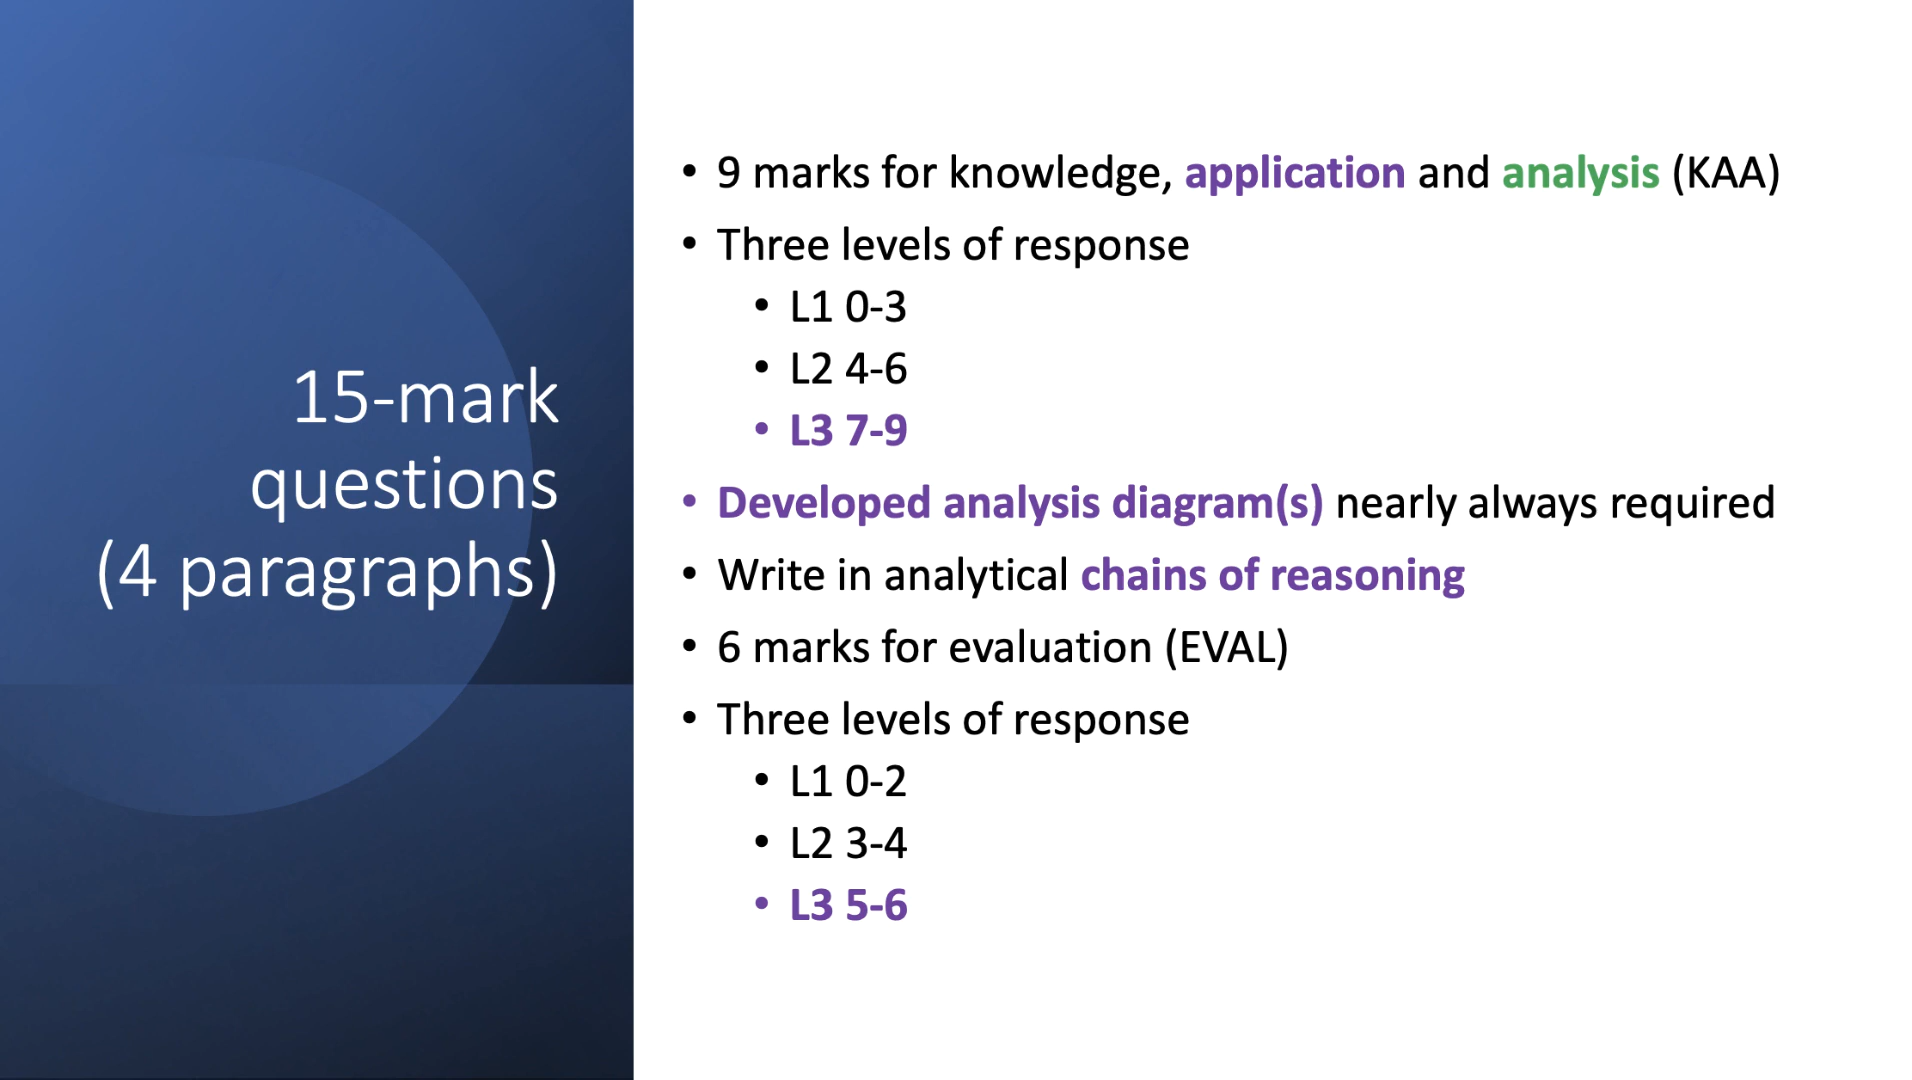 15-mark
questions
(4 paragraphs)
• 9 marks for knowledge, application and analysis (KAA)
• Three levels of response
• L1 0-3
• L2 4-6
• L3 7-9
• Developed analysis diagram(s) nearly always required
• Write in analytical chains of reasoning
• 6 marks for evaluation (EVAL)
• Three levels of response
• L1 0-2
• L2 3-4
• L3 5-6